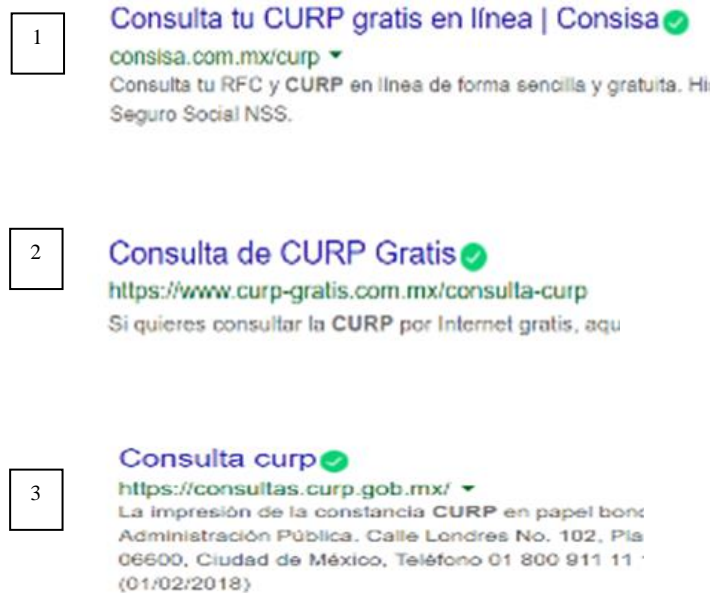 1
Consulta tu CURP gratis en línea | Consisa
consisa.com.mx/curp
Consulta tu RFC y CURP en línea de forma sencilla y gratuita. Hi
Seguro Social NSS.
2
Consulta de CURP Gratis
https://www.curp-gratis.com.mx/consulta-curp
Si quieres consultar la CURP por Internet gratis, aqu
3
Consulta curp
https://consultas.curp.gob.mx/
La impresión de la constancia CURP en papel bond
Administración Pública. Calle Londres No. 102, Pla
06600, Ciudad de México, Teléfono 01 800 911 11
(01/02/2018)